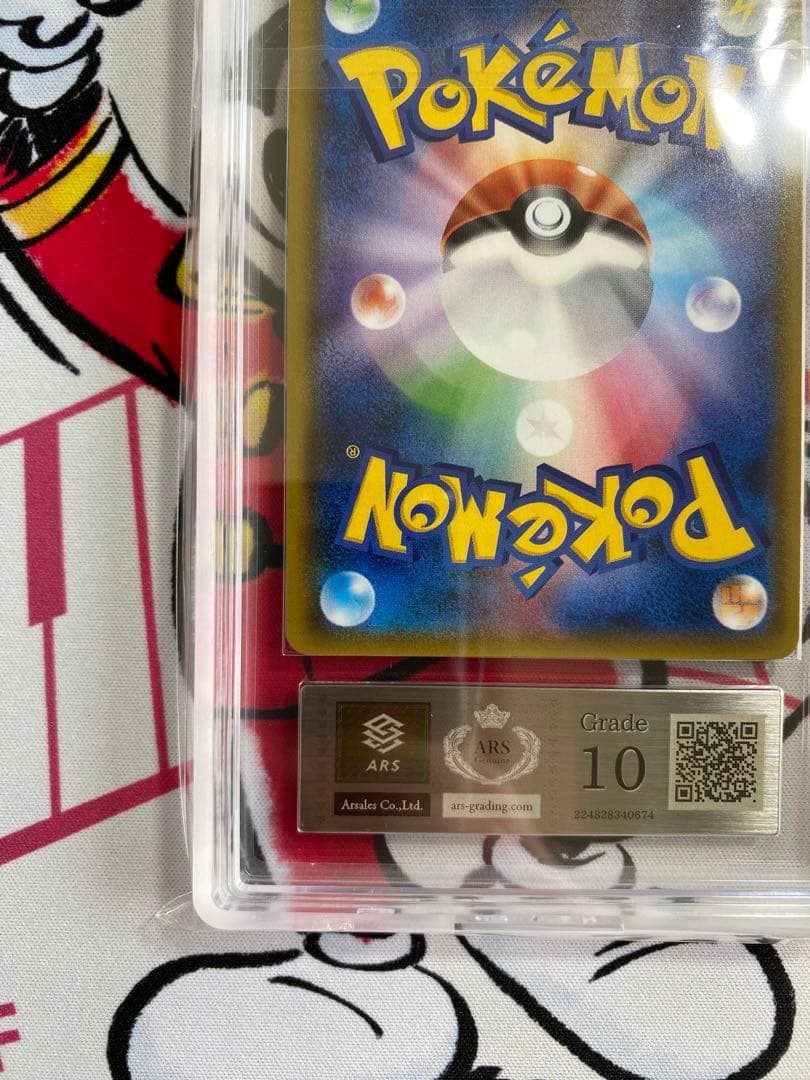 POKéMON
®
POKéMON
ARS
Arsales Co.,Ltd.
ARS
Genuine
ars-grading.com
Grade
10
224828340674